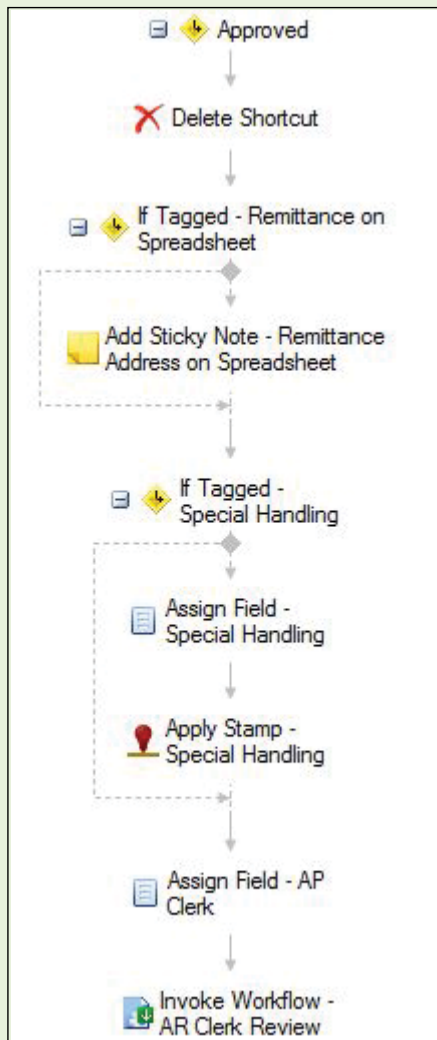 Approved
Delete Shortcut
If Tagged - Remittance on
Spreadsheet
Add Sticky Note - Remittance
Address on Spreadsheet
If Tagged -
Special Handling
Assign Field -
Special Handling
Apply Stamp -
Special Handling
Assign Field - AP
Clerk
Invoke Workflow -
AR Clerk Review